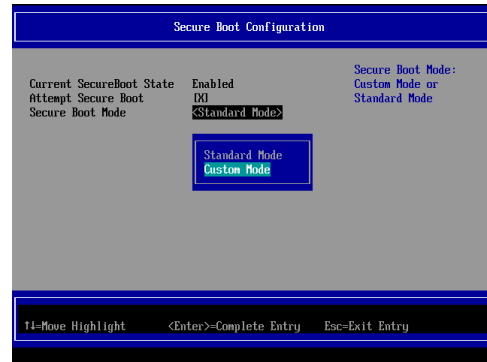 Secure Boot Configuration
Secure Boot Mode:
Current SecureBoot State Enabled Custom Mode or
Attempt Secure Boot [X] Standard Mode
Secure Boot Mode <Standard Mode>
Standard Mode
Custom Mode
↑↓=Move Highlight <Enter>=Complete Entry Esc=Exit Entry